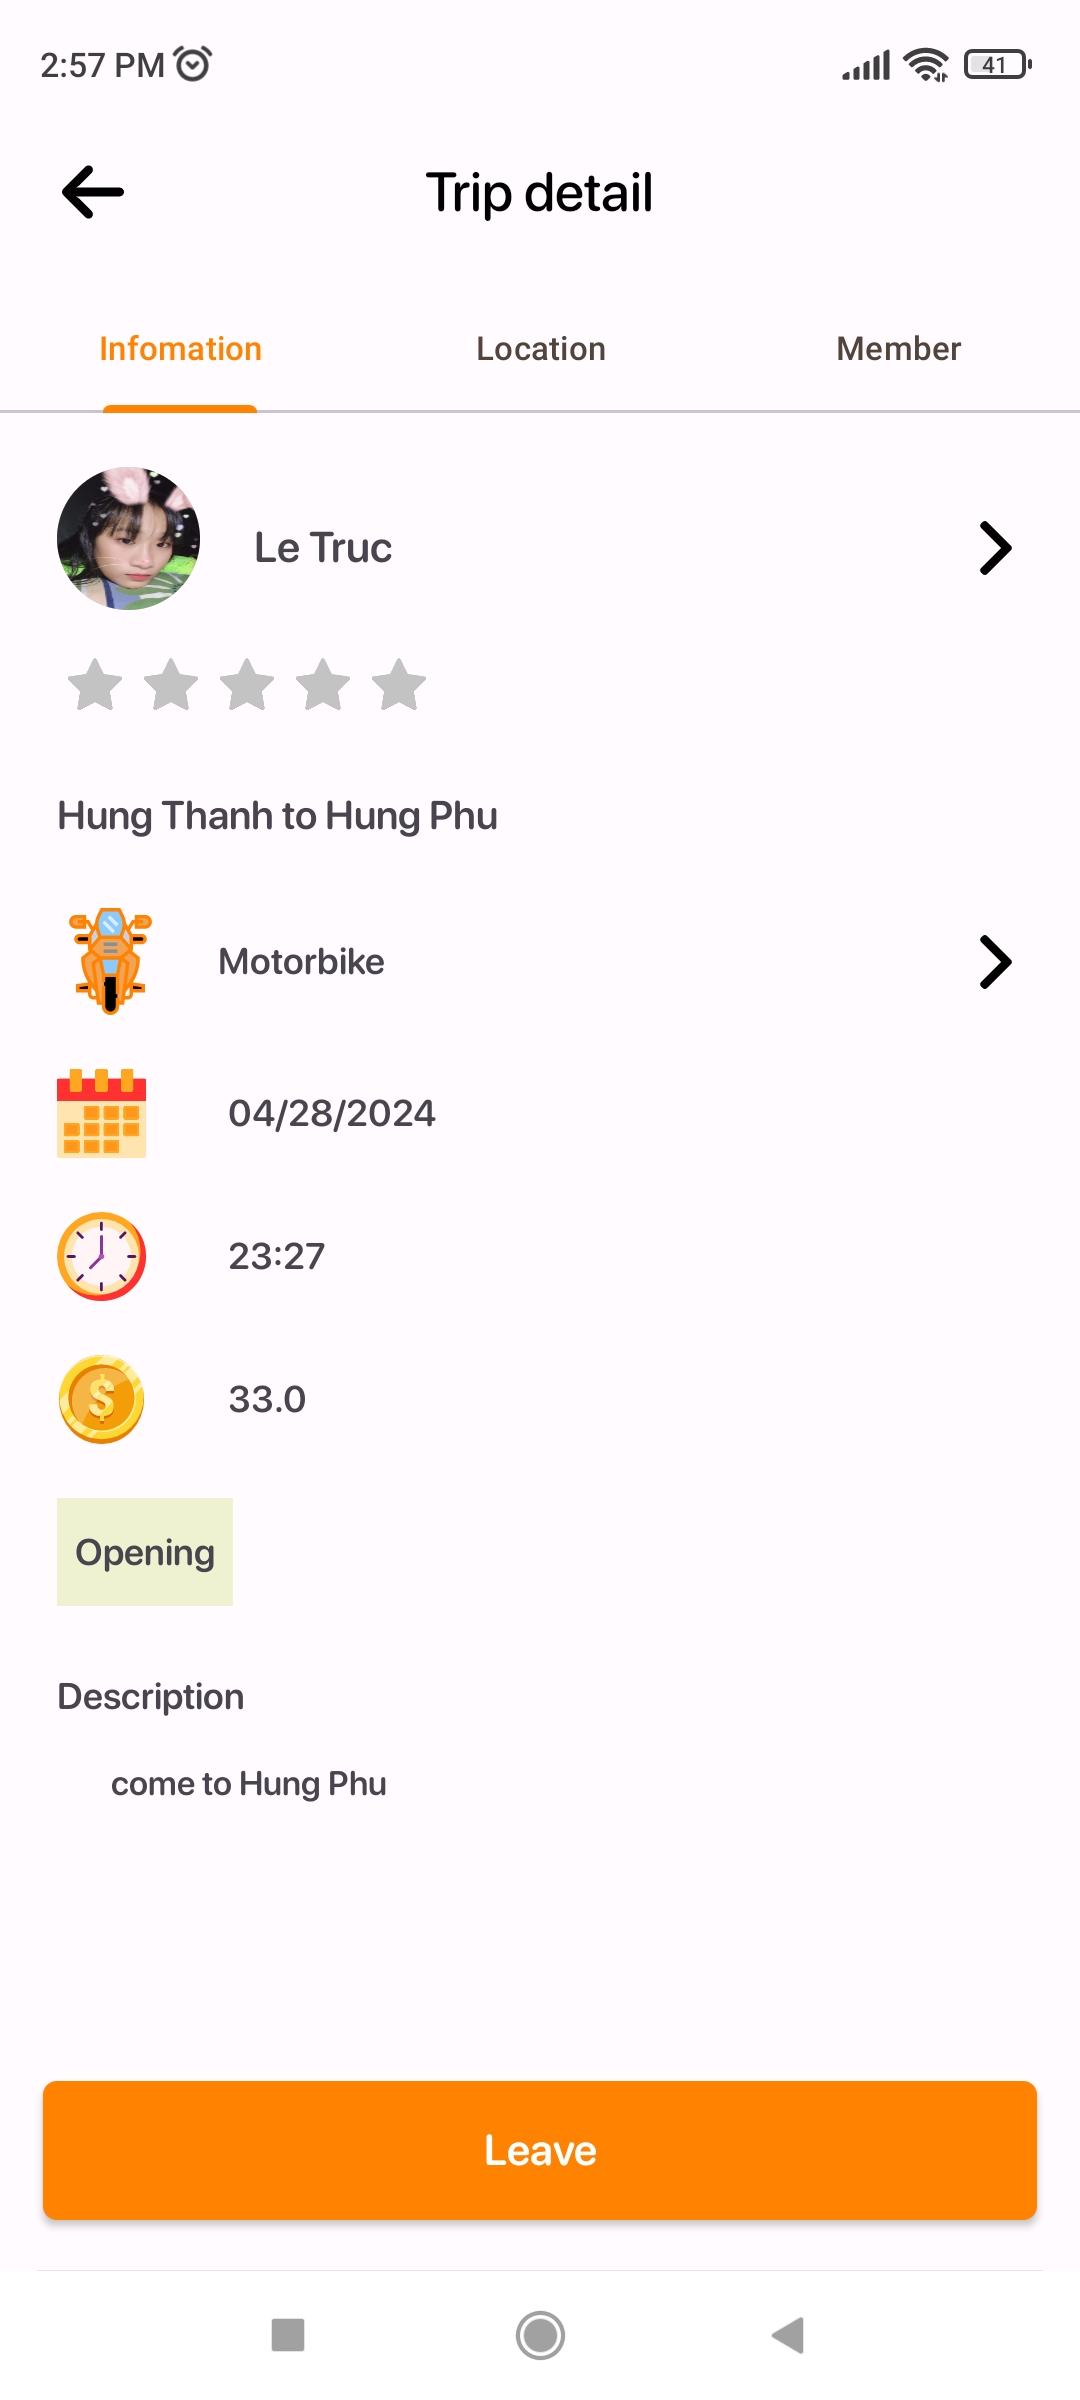 2:57 PM
41
Trip detail
Infomation
Location
Member
Le Truc
Hung Thanh to Hung Phu
Motorbike
04/28/2024
23:27
$
33.0
Opening
Description
come to Hung Phu
Leave